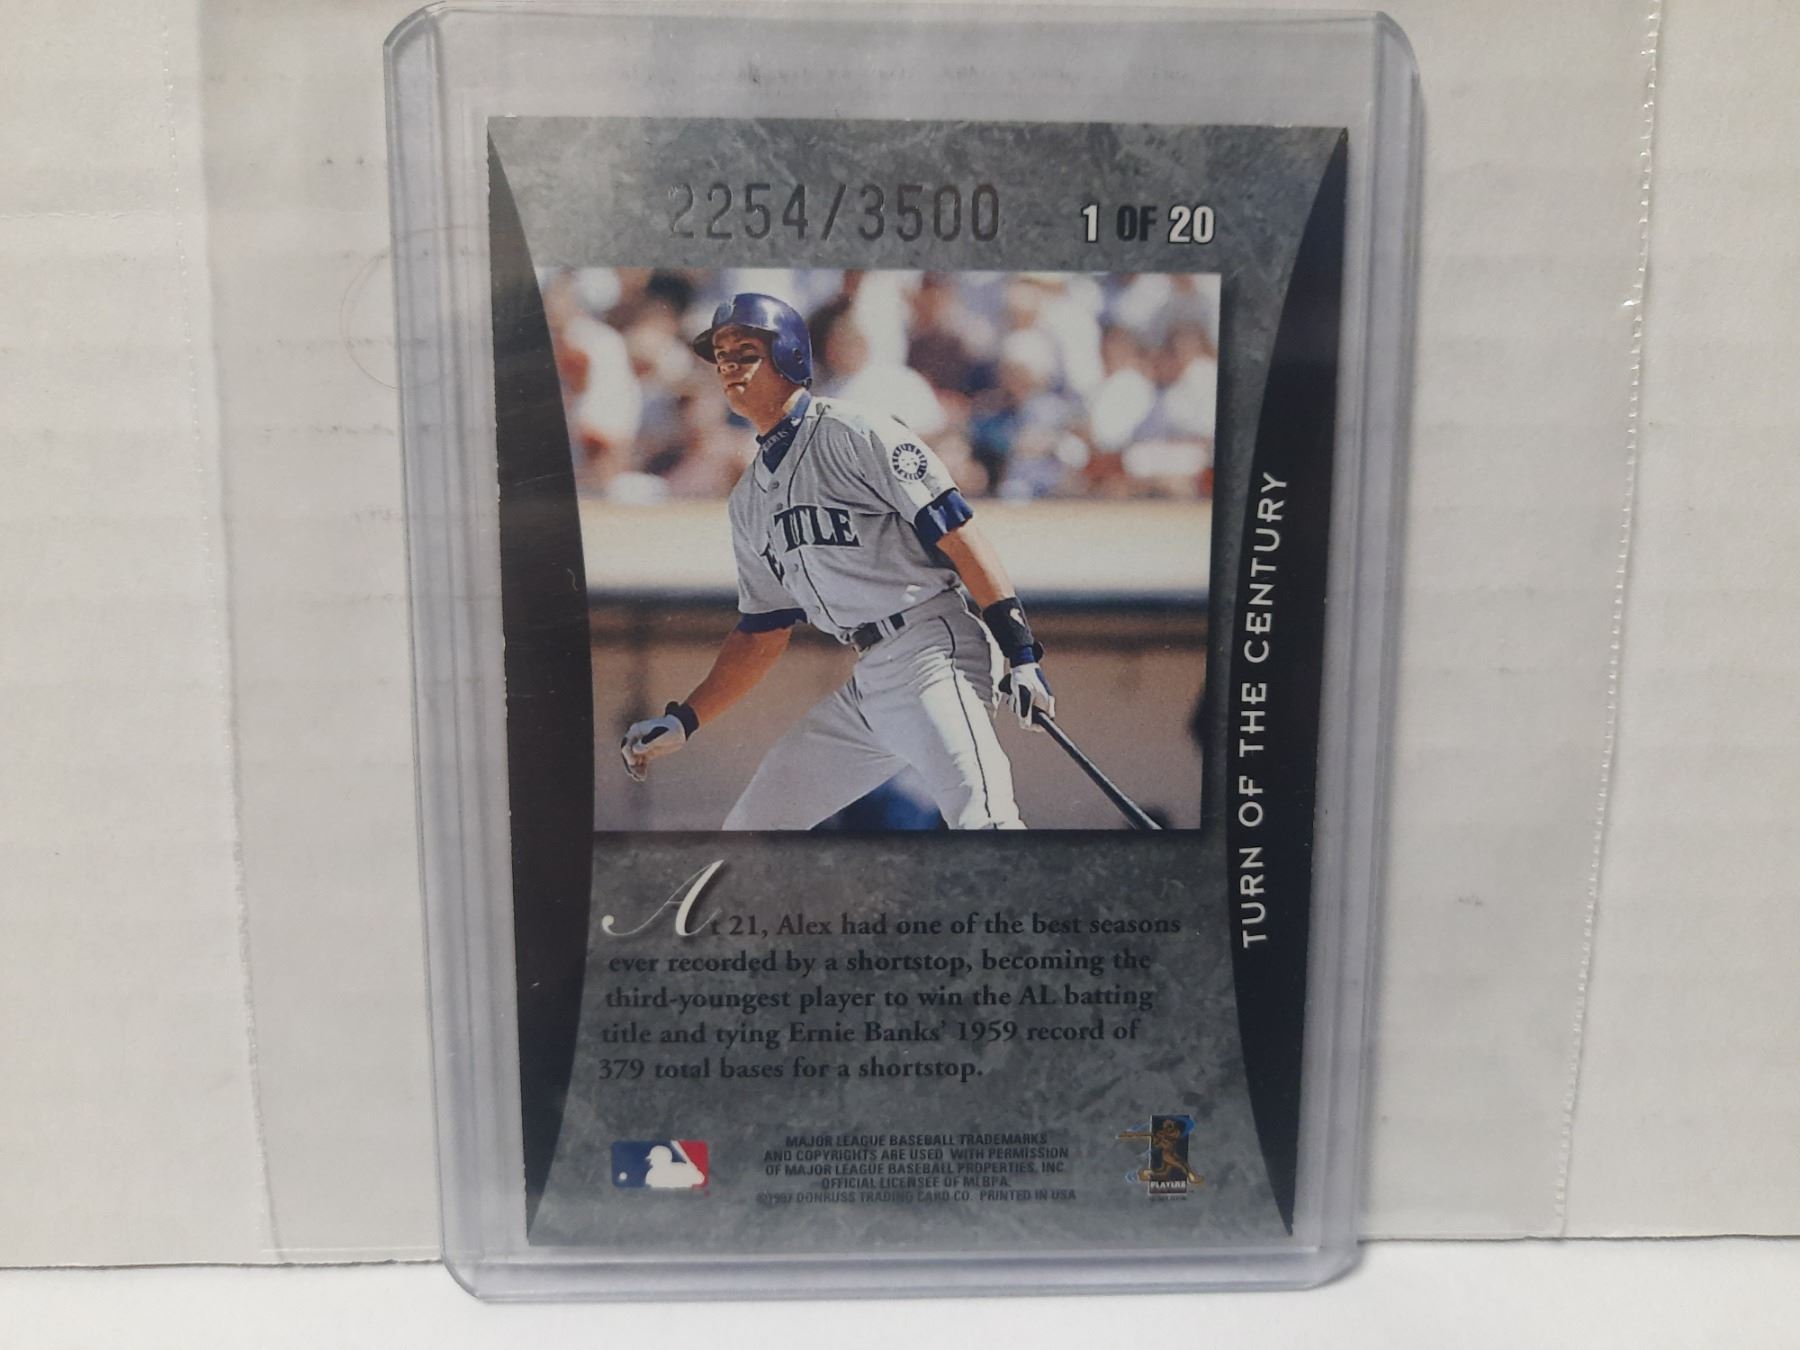 2254/3500
1 OF 20
TTLE
TURN OF THE CENTURY
At 21, Alex had one of the best seasons
ever recorded by a shortstop, becoming the
third-youngest player to win the AL batting
title and tying Ernie Banks' 1959 record of
379 total bases for a shortstop.
MAJOR LEAGUE BASEBALL TRADEMARKS
AND COPYRIGHTS ARE USED WITH PERMISSION
OF MAJOR LEAGUE BASEBALL PROPERTIES, INC.
OFFICIAL LICENSEE OF MLBPA.
©1997 DONRUSS TRADING CARD CO. PRINTED IN USA
PLAYERS